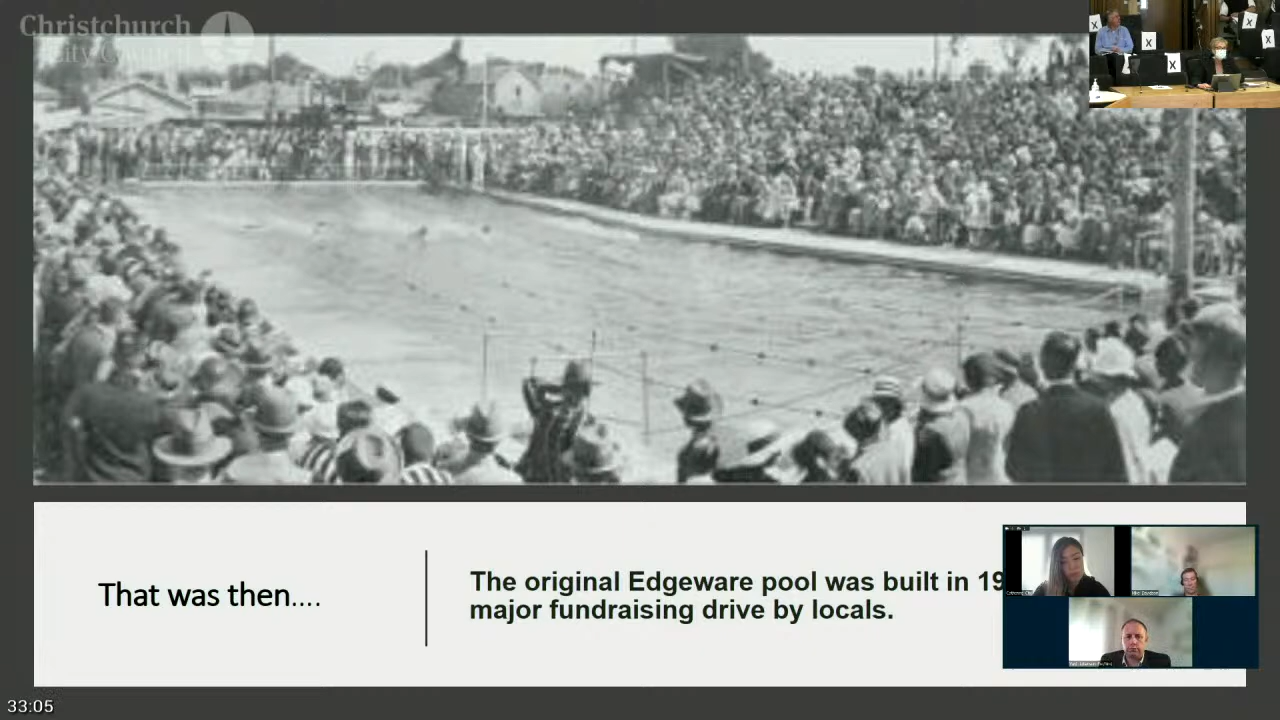 Christchurch
City Council
X
X
X
X
X
That was then....
The original Edgeware pool was built in 19
major fundraising drive by locals.
33:05